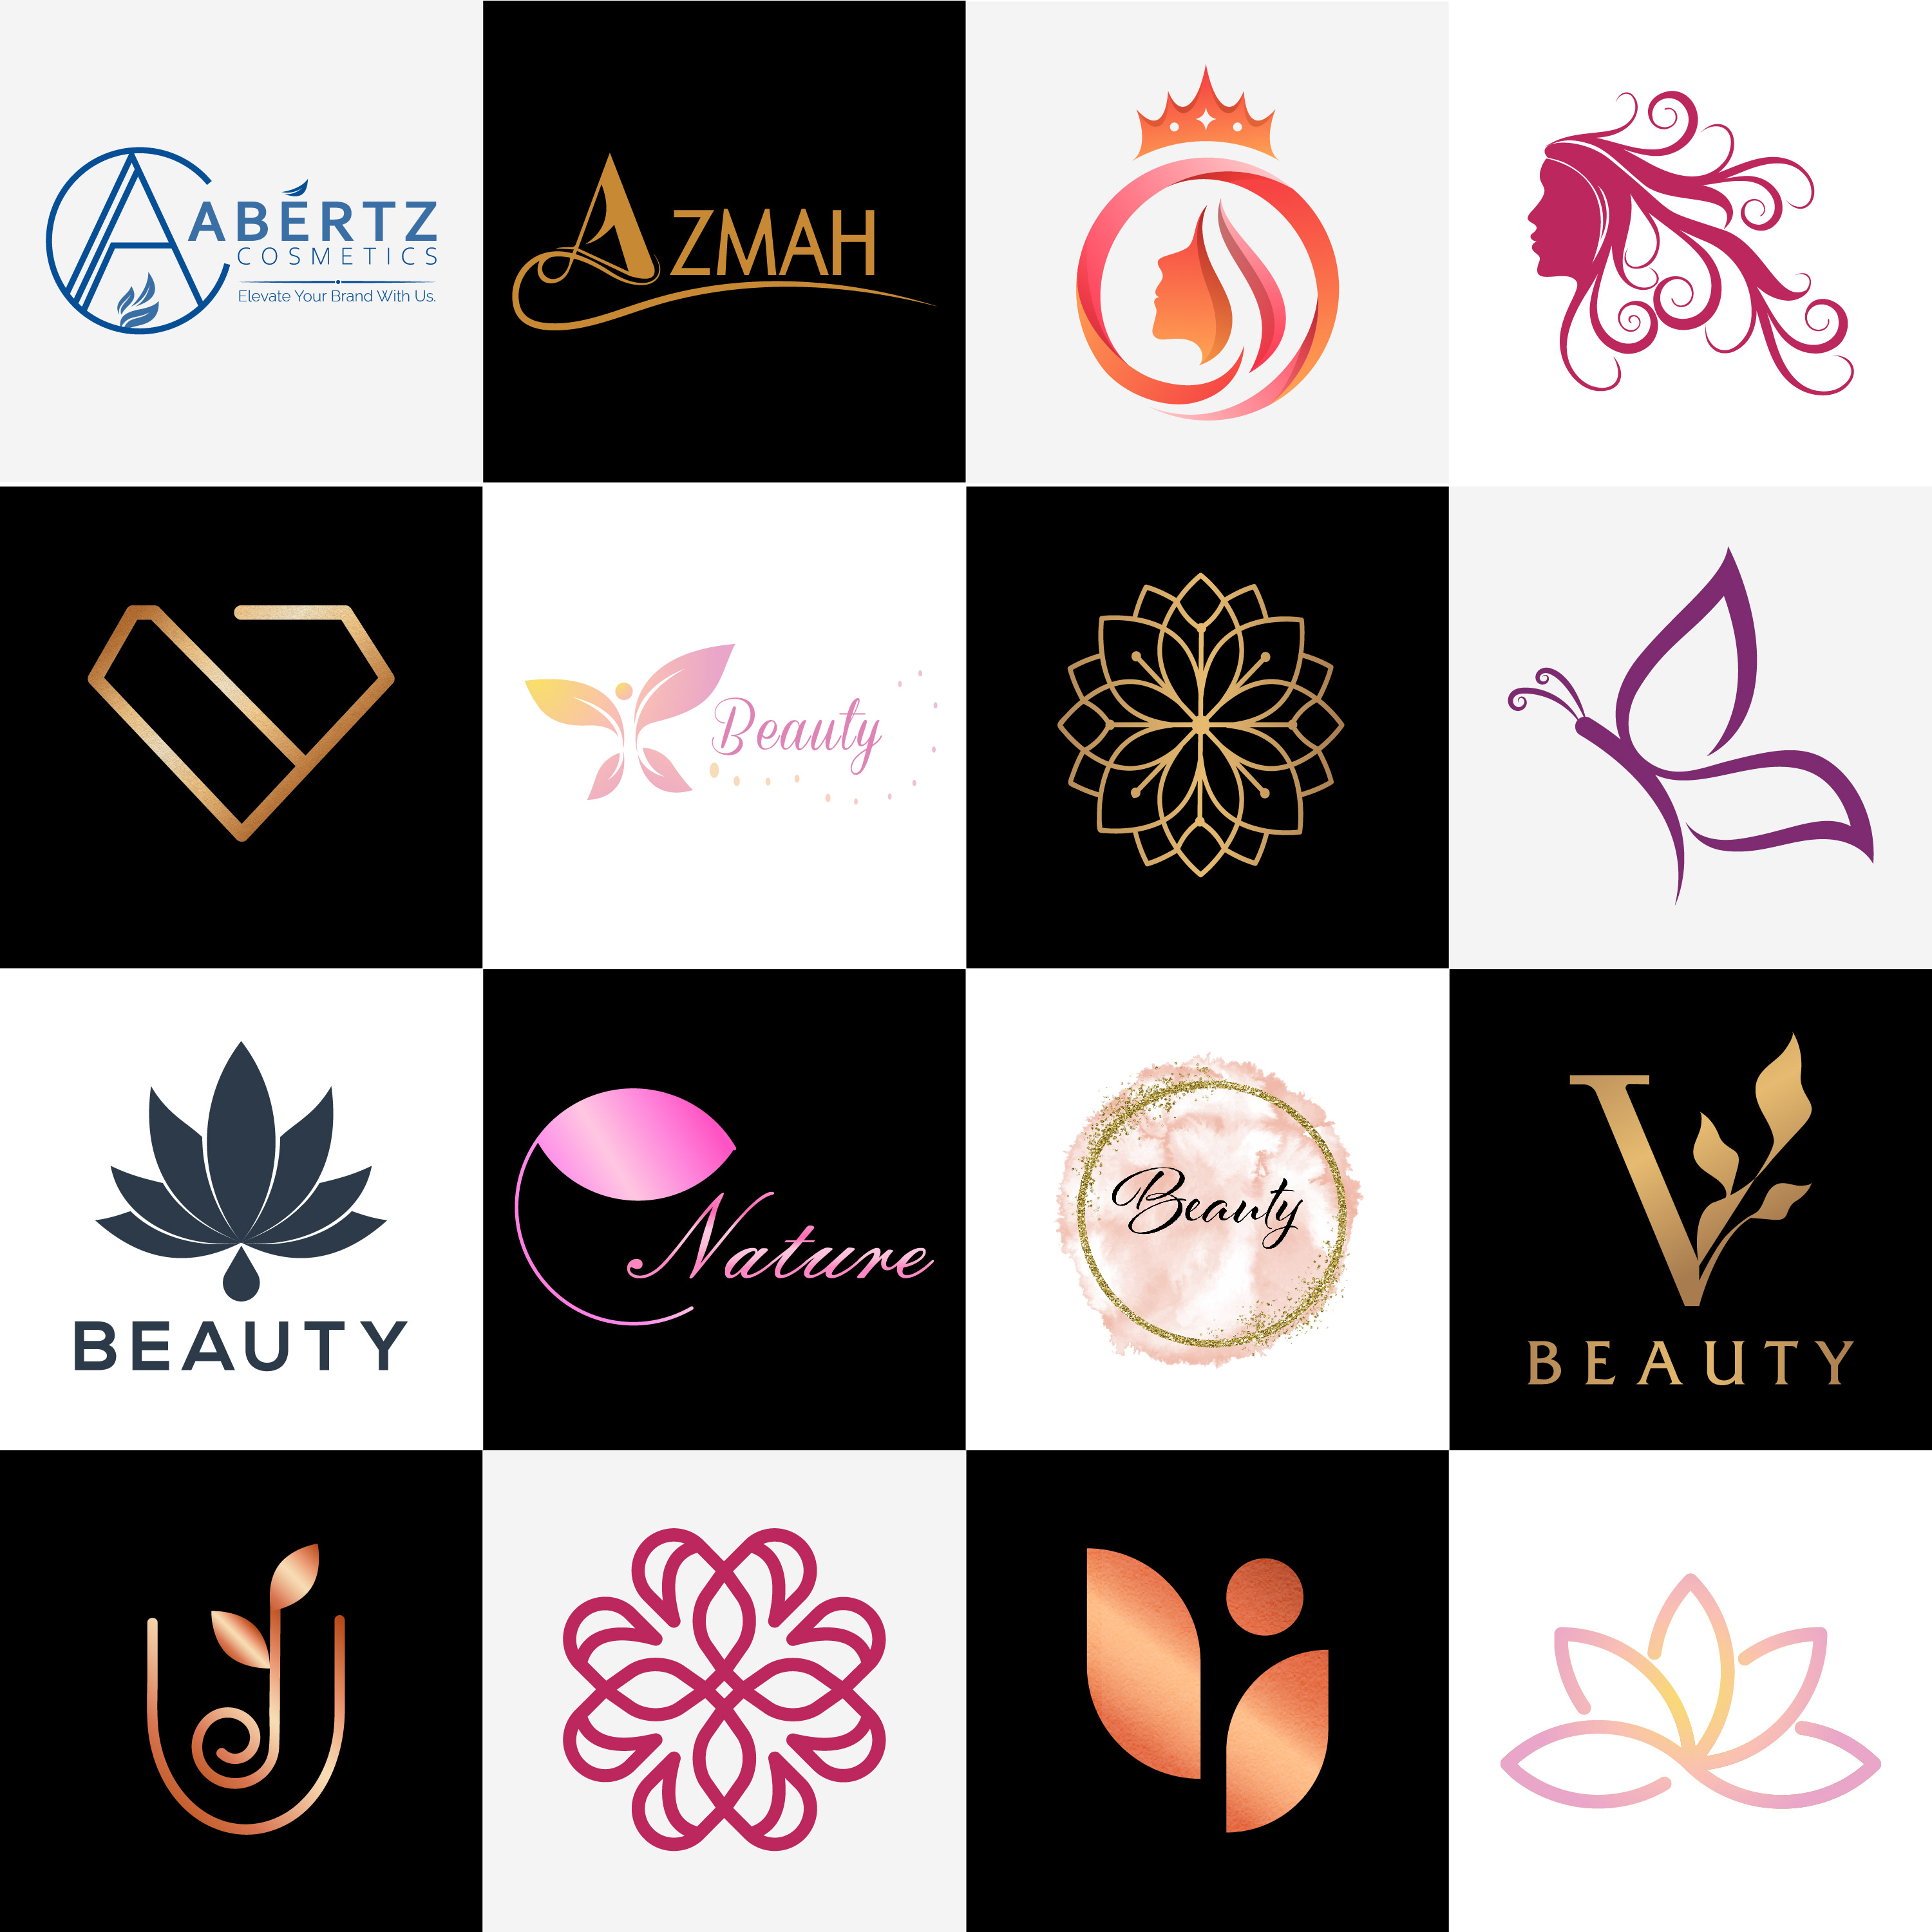 ABERTZ
COSMETICS
Elevate Your Brand With Us.
AZMAH
Beauty
BEAUTY
Nature
Beauty
V
BEAUTY